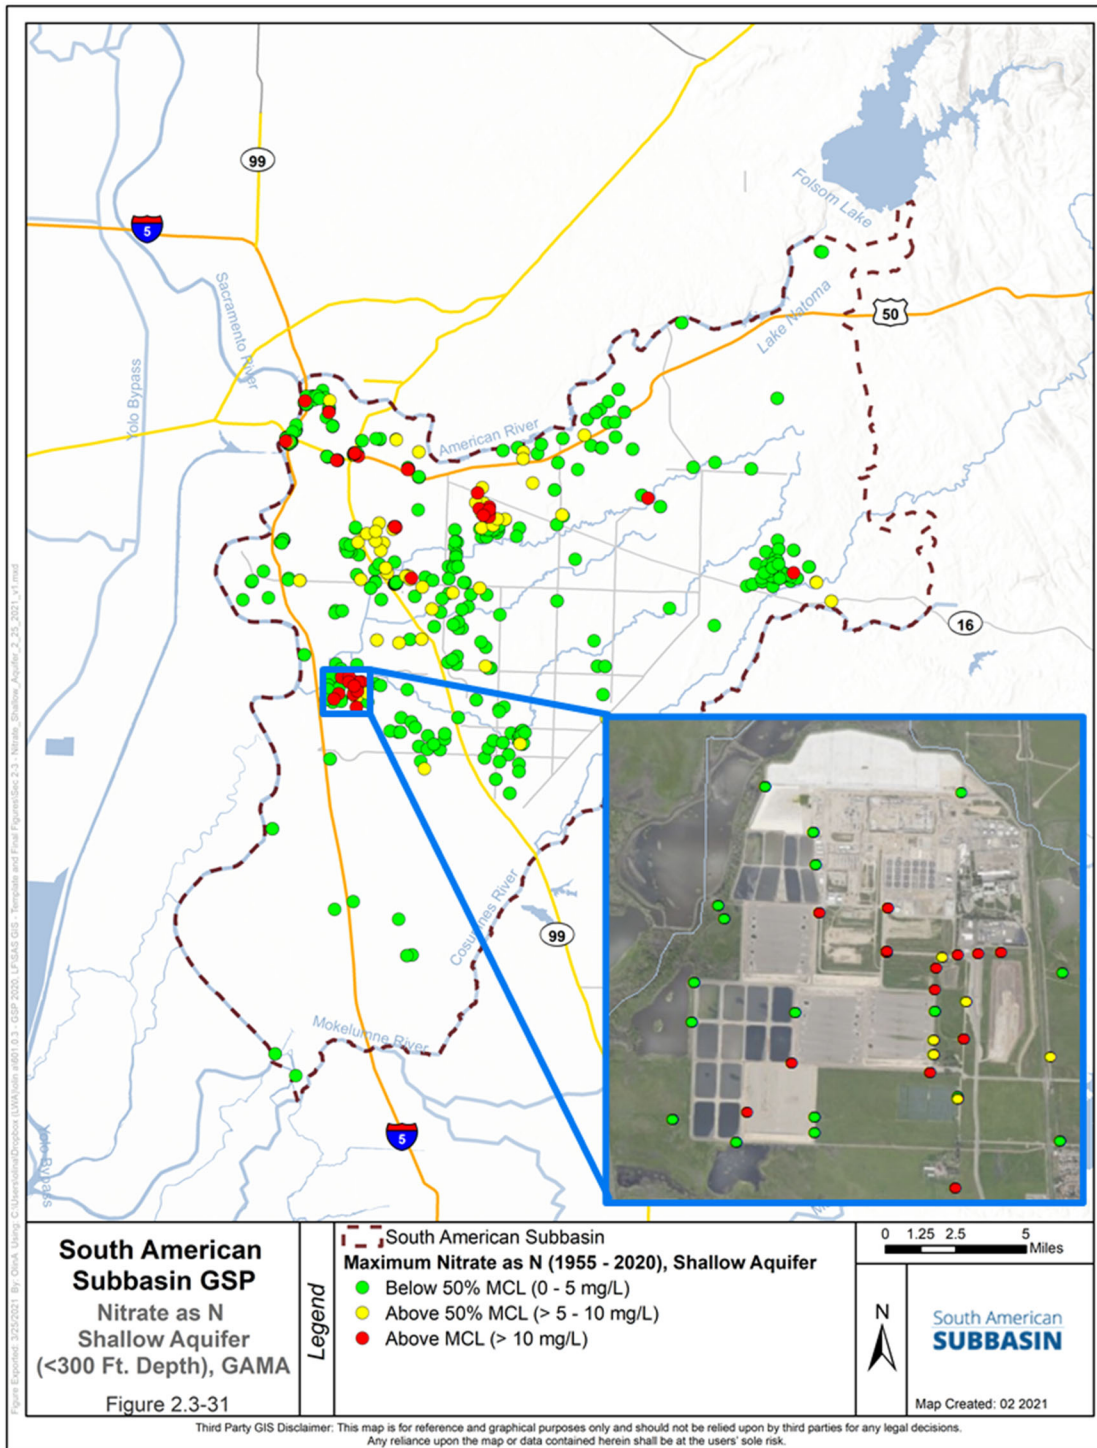 99
5
Folsom Lake
Sacramento River
50
Lake Natoma
Yolo Bypass
American River
16
Cosumnes River
99
Mokelumne River
5
Yolo Bypass
South American
Subbasin GSP
Nitrate as N
Shallow Aquifer
(<300 Ft. Depth), GAMA
Figure 2.3-31
Legend
South American Subbasin
Maximum Nitrate as N (1955 - 2020), Shallow Aquifer
Below 50% MCL (0 - 5 mg/L)
Above 50% MCL (> 5 - 10 mg/L)
Above MCL (> 10 mg/L)
0 1.25 2.5 5
Miles
N
South American
SUBBASIN
Map Created: 02 2021
Third Party GIS Disclaimer: This map is for reference and graphical purposes only and should not be relied upon by third parties for any legal decisions.
Any reliance upon the map or data contained herein shall be at the users' sole risk.